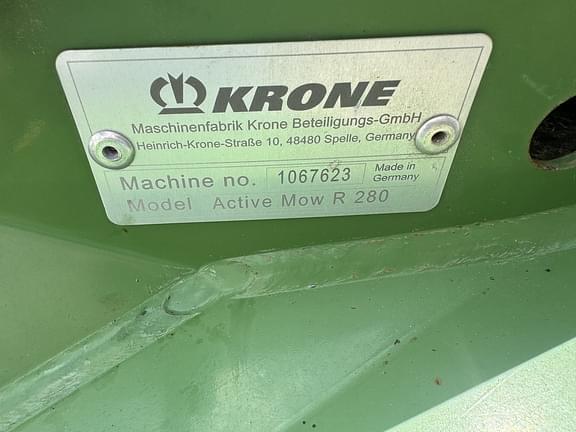 KRONE
Maschinenfabrik Krone Beteiligungs-GmbH
Heinrich-Krone-Straße 10, 48480 Spelle, Germany
Machine no. 1067623 Made in
Germany
Model Active Mow R 280